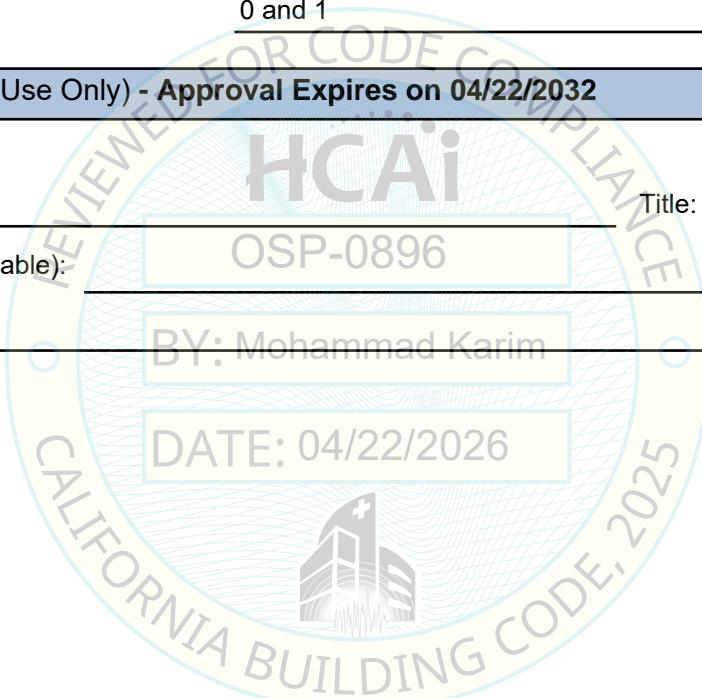 0 and 1
Use Only) - Approval Expires on 04/22/2032
REVIEWED FOR CODE COMPLIANCE
HCAi
Title:
OSP-0896
able):
BY: Mohammad Karim
DATE: 04/22/2026
CALIFORNIA BUILDING CODE, 2025